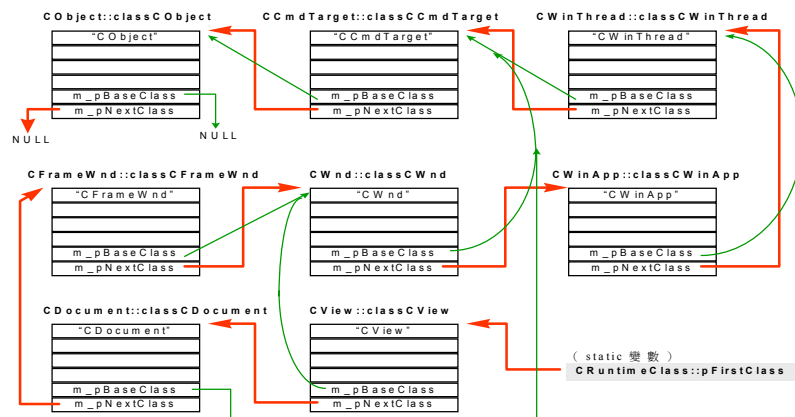 CObject::classCObject
"CObject"
m_pBaseClass
m_pNextClass
NULL
NULL
CCmdTarget::classCCmdTarget
"CCmdTarget"
m_pBaseClass
m_pNextClass
CWinThread::classCWinThread
"CWinThread"
m_pBaseClass
m_pNextClass
CFrameWnd::classCFrameWnd
"CFrameWnd"
m_pBaseClass
m_pNextClass
CWnd::classCWnd
"CWnd"
m_pBaseClass
m_pNextClass
CWinApp::classCWinApp
"CWinApp"
m_pBaseClass
m_pNextClass
CDocument::classCDocument
"CDocument"
m_pBaseClass
m_pNextClass
CView::classCView
"CView"
m_pBaseClass
m_pNextClass
( static 變數 )
CRuntimeClass::pFirstClass